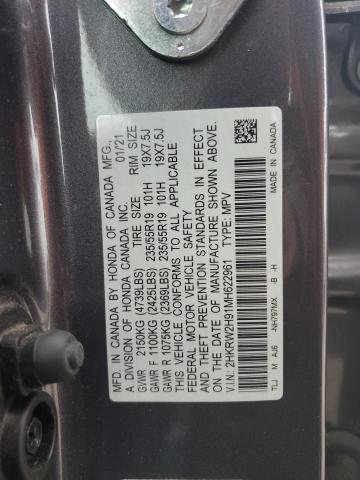 MFD. IN CANADA BY HONDA OF CANADA MFG.,
A DIVISION OF HONDA CANADA INC. 01/21
GVWR 2150KG (4739LBS) TIRE SIZE RIM SIZE
GAWR F 1100KG (2425LBS) 235/55R19 101H 19X7.5J
GAWR R 1075KG (2369LBS) 235/55R19 101H 19X7.5J
THIS VEHICLE CONFORMS TO ALL APPLICABLE
FEDERAL MOTOR VEHICLE SAFETY
AND THEFT PREVENTION STANDARDS IN EFFECT
ON THE DATE OF MANUFACTURE SHOWN ABOVE.
V.I.N.: 2HKRW2H91MH622961 TYPE: MPV
TLJ M AJ6 -NH797MX -B -H MADE IN CANADA